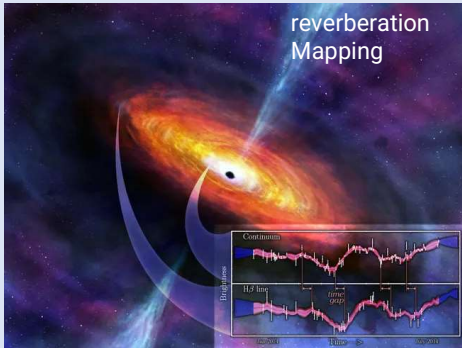 reverberation
Mapping
Continuum
Brightness
Hβ line
time
gap
Time -->